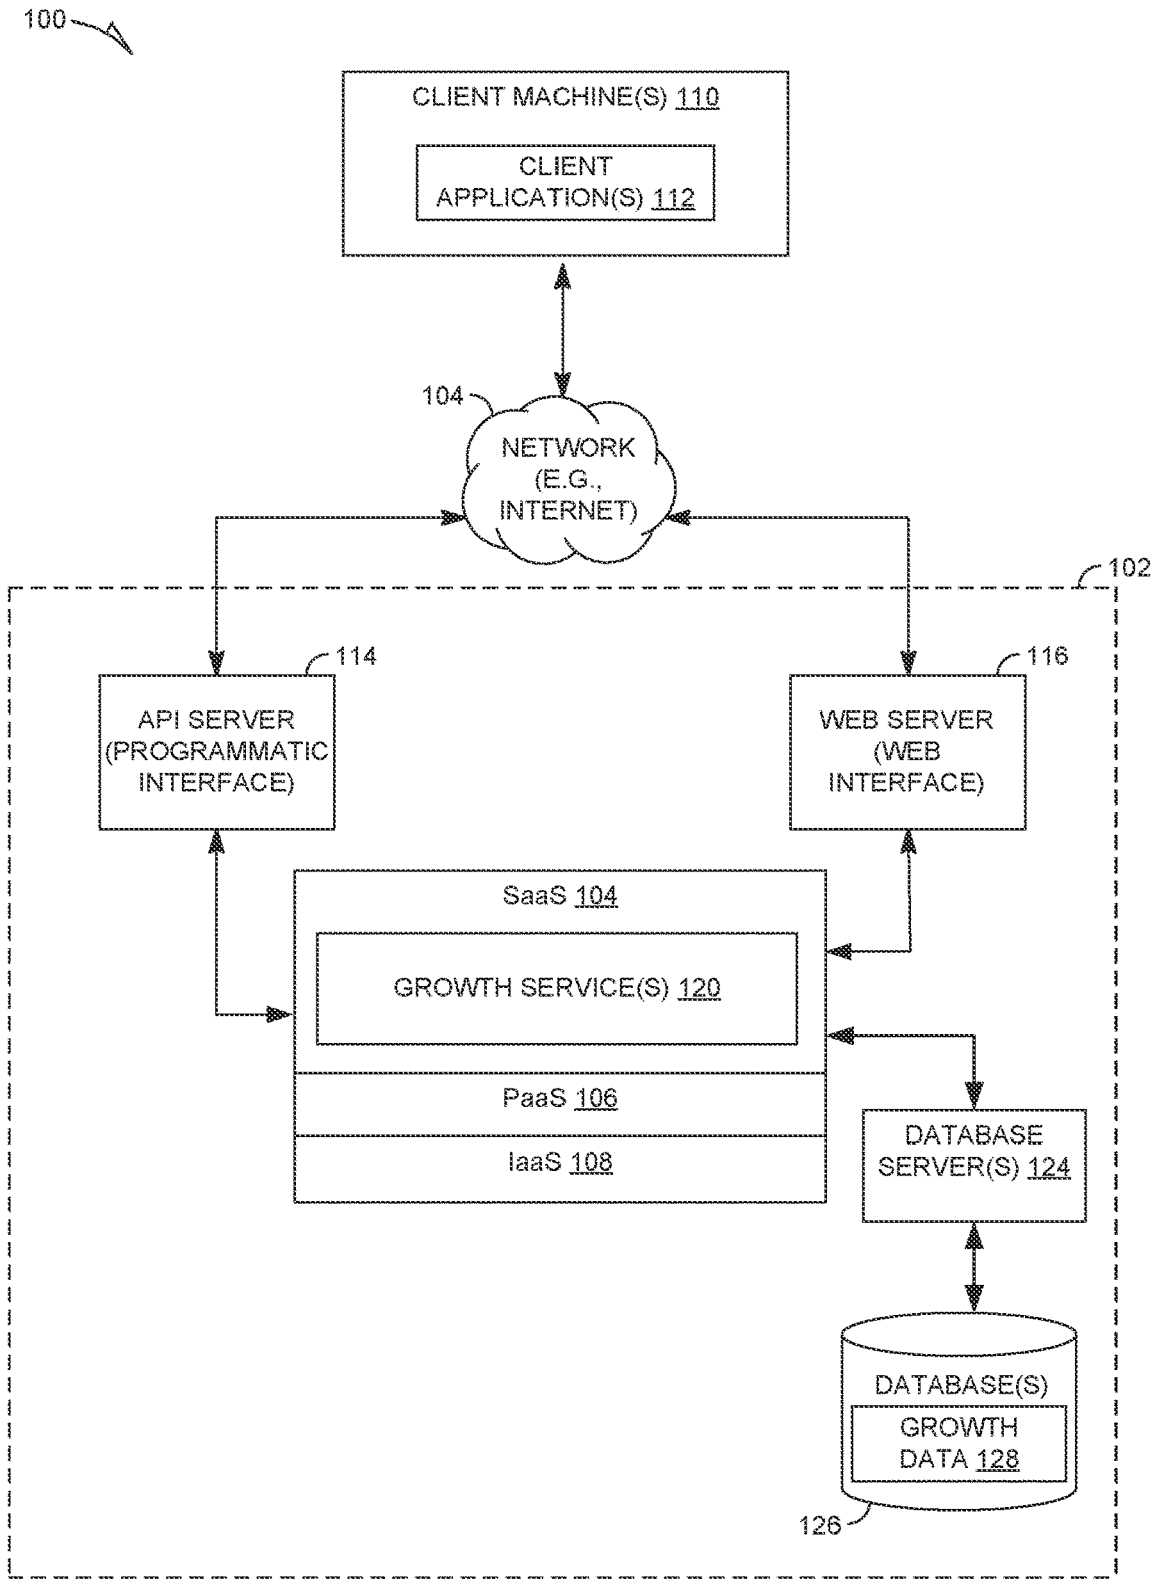 100
CLIENT MACHINE(S) 110
CLIENT
APPLICATION(S) 112
104
NETWORK
(E.G.,
INTERNET)
102
114
API SERVER
(PROGRAMMATIC
INTERFACE)
116
WEB SERVER
(WEB
INTERFACE)
SaaS 104
GROWTH SERVICE(S) 120
PaaS 106
IaaS 108
DATABASE
SERVER(S) 124
DATABASE(S)
GROWTH
DATA 128
126